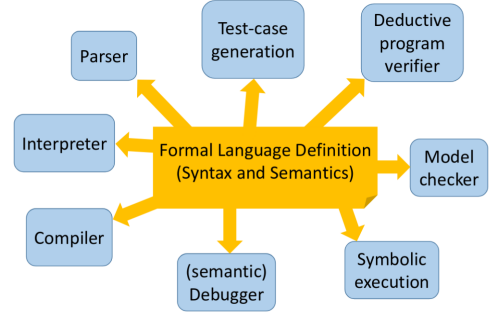 Test-case
generation
Deductive
program
verifier
Parser
Interpreter
Formal Language Definition
(Syntax and Semantics)
Model
checker
Compiler
(semantic)
Debugger
Symbolic
execution